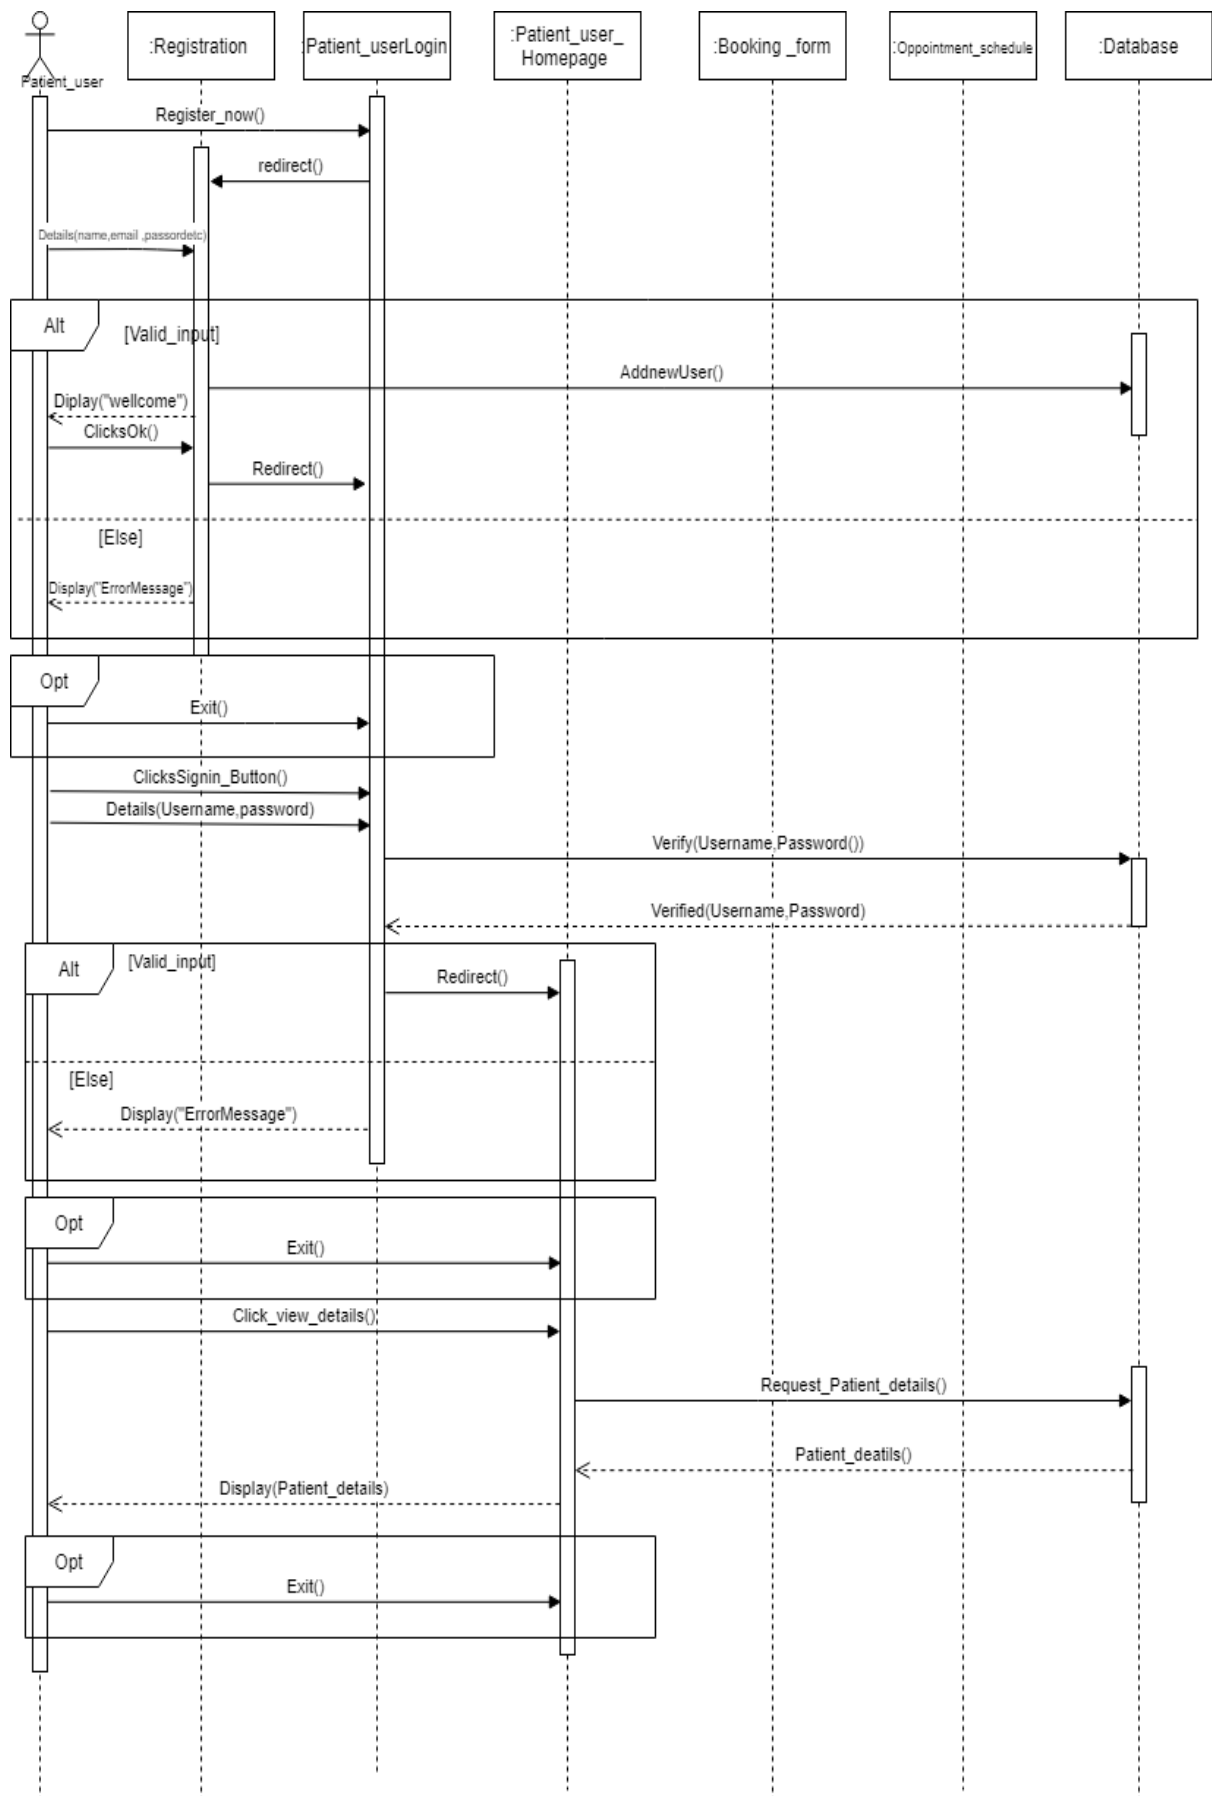 Patient_user
:Registration
:Patient_userLogin
:Patient_user_
Homepage
:Booking _form
:Oppointment_schedule
:Database
Register_now()
redirect()
Details(name,email ,passordetc)
Alt
[Valid_input]
AddnewUser()
Diplay("wellcome")
ClicksOk()
Redirect()
[Else]
Display("ErrorMessage")
Opt
Exit()
ClicksSignin_Button()
Details(Username,password)
Verify(Username,Password())
Verified(Username,Password)
Alt
[Valid_input]
Redirect()
[Else]
Display("ErrorMessage")
Opt
Exit()
Click_view_details()
Request_Patient_details()
Patient_deatils()
Display(Patient_details)
Opt
Exit()